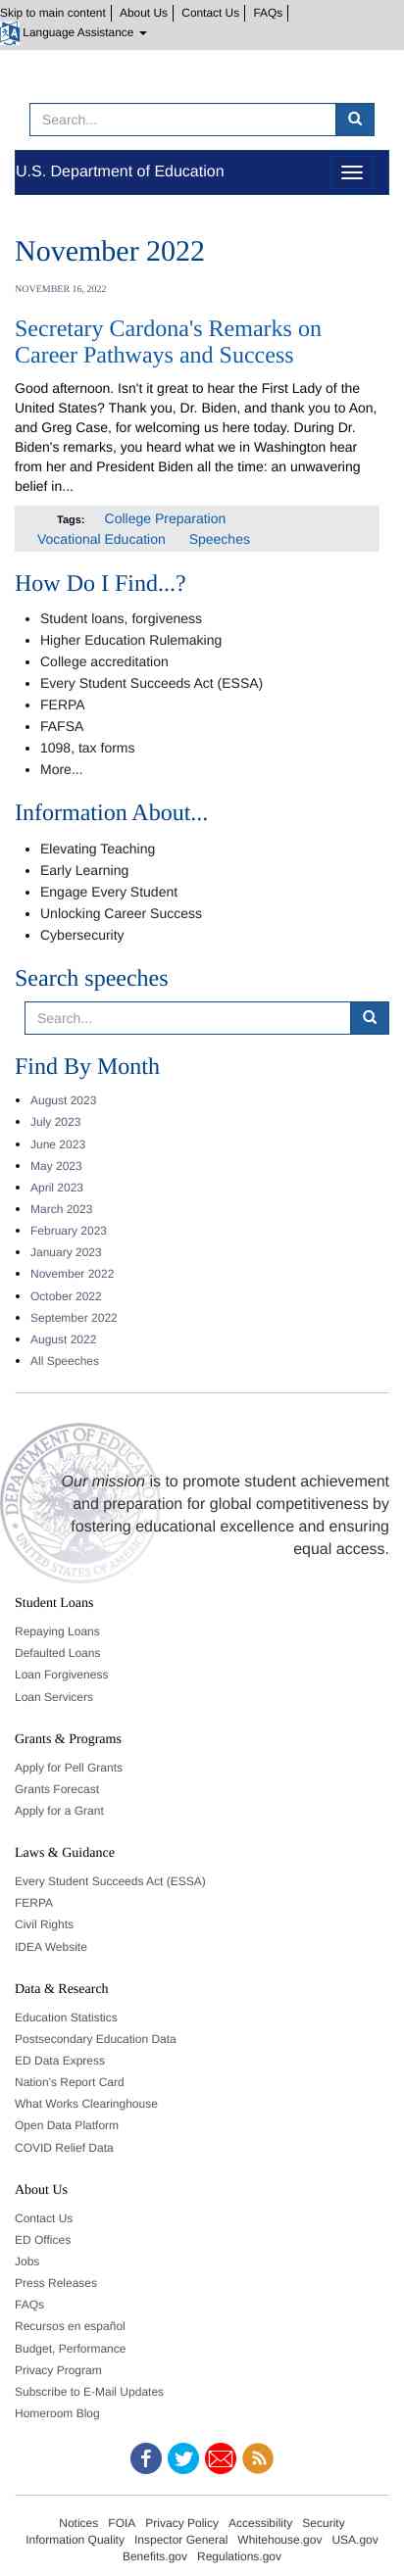 Skip to main content About Us Contact Us FAQs
Language Assistance
Search...
U.S. Department of Education
November 2022
NOVEMBER 16, 2022
Secretary Cardona's Remarks on
Career Pathways and Success
Good afternoon. Isn't it great to hear the First Lady of the
United States? Thank you, Dr. Biden, and thank you to Aon,
and Greg Case, for welcoming us here today. During Dr.
Biden's remarks, you heard what we in Washington hear
from her and President Biden all the time: an unwavering
belief in...
Tags: College Preparation
Vocational Education Speeches
How Do I Find...?
Student loans, forgiveness
Higher Education Rulemaking
College accreditation
Every Student Succeeds Act (ESSA)
FERPA
FAFSA
1098, tax forms
More...
Information About...
Elevating Teaching
Early Learning
Engage Every Student
Unlocking Career Success
Cybersecurity
Search speeches
Search...
Find By Month
August 2023
July 2023
June 2023
May 2023
April 2023
March 2023
February 2023
January 2023
November 2022
October 2022
September 2022
August 2022
All Speeches
DEPARTMENT OF EDUCATION
UNITED STATES OF AMERICA
Our mission is to promote student achievement
and preparation for global competitiveness by
fostering educational excellence and ensuring
equal access.
Student Loans
Repaying Loans
Defaulted Loans
Loan Forgiveness
Loan Servicers
Grants & Programs
Apply for Pell Grants
Grants Forecast
Apply for a Grant
Laws & Guidance
Every Student Succeeds Act (ESSA)
FERPA
Civil Rights
IDEA Website
Data & Research
Education Statistics
Postsecondary Education Data
ED Data Express
Nation's Report Card
What Works Clearinghouse
Open Data Platform
COVID Relief Data
About Us
Contact Us
ED Offices
Jobs
Press Releases
FAQs
Recursos en español
Budget, Performance
Privacy Program
Subscribe to E-Mail Updates
Homeroom Blog
Notices FOIA Privacy Policy Accessibility Security
Information Quality Inspector General Whitehouse.gov USA.gov
Benefits.gov Regulations.gov